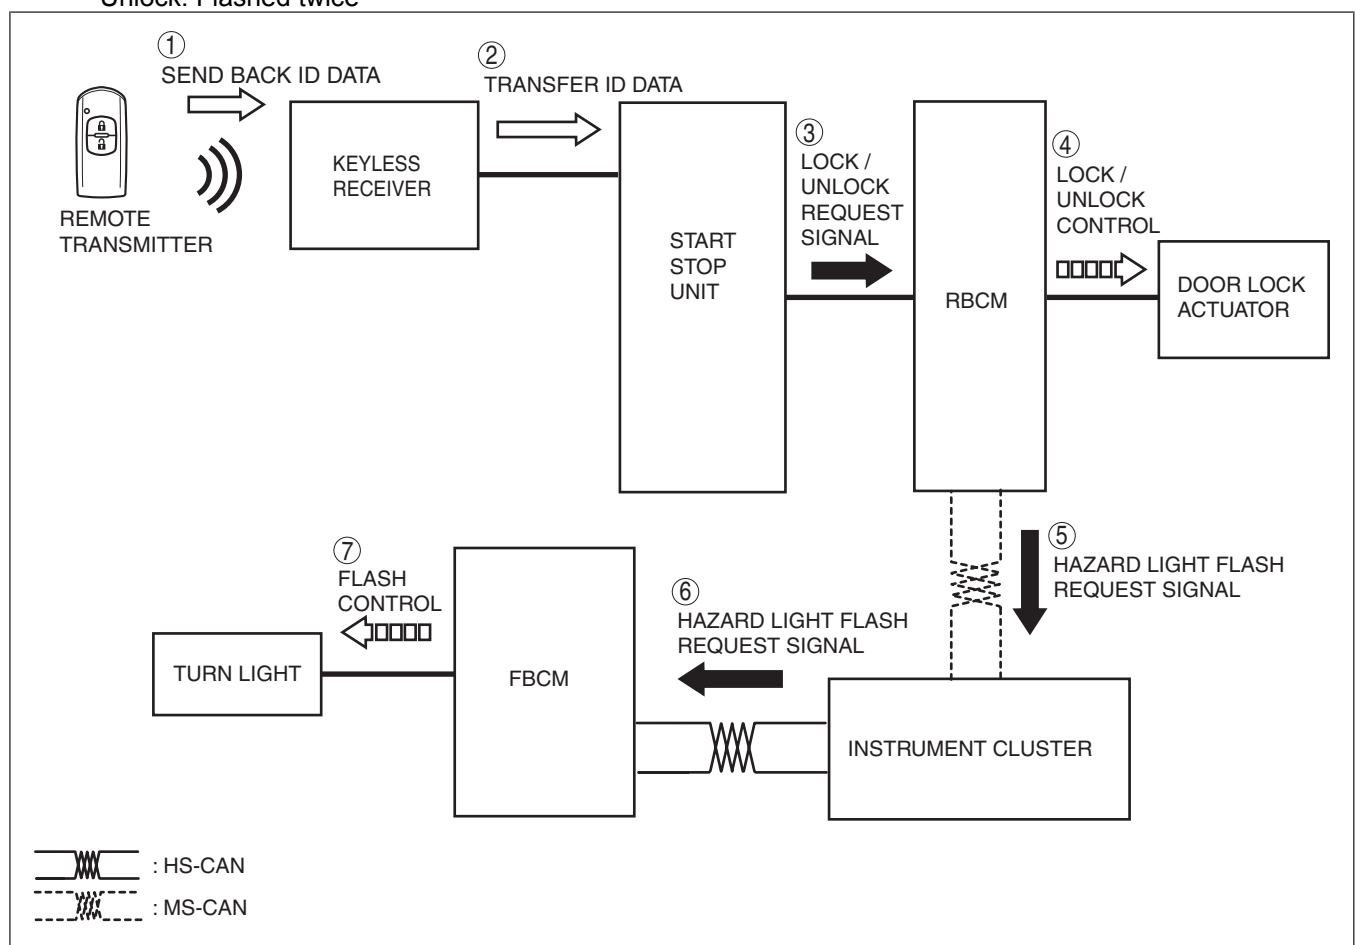 Unlock: Flashed twice
①
SEND BACK ID DATA
②
TRANSFER ID DATA
REMOTE
TRANSMITTER
KEYLESS
RECEIVER
START
STOP
UNIT
③
LOCK /
UNLOCK
REQUEST
SIGNAL
RBCM
④
LOCK /
UNLOCK
CONTROL
DOOR LOCK
ACTUATOR
⑤
HAZARD LIGHT FLASH
REQUEST SIGNAL
⑥
HAZARD LIGHT FLASH
REQUEST SIGNAL
⑦
FLASH
CONTROL
TURN LIGHT
FBCM
INSTRUMENT CLUSTER
: HS-CAN
: MS-CAN